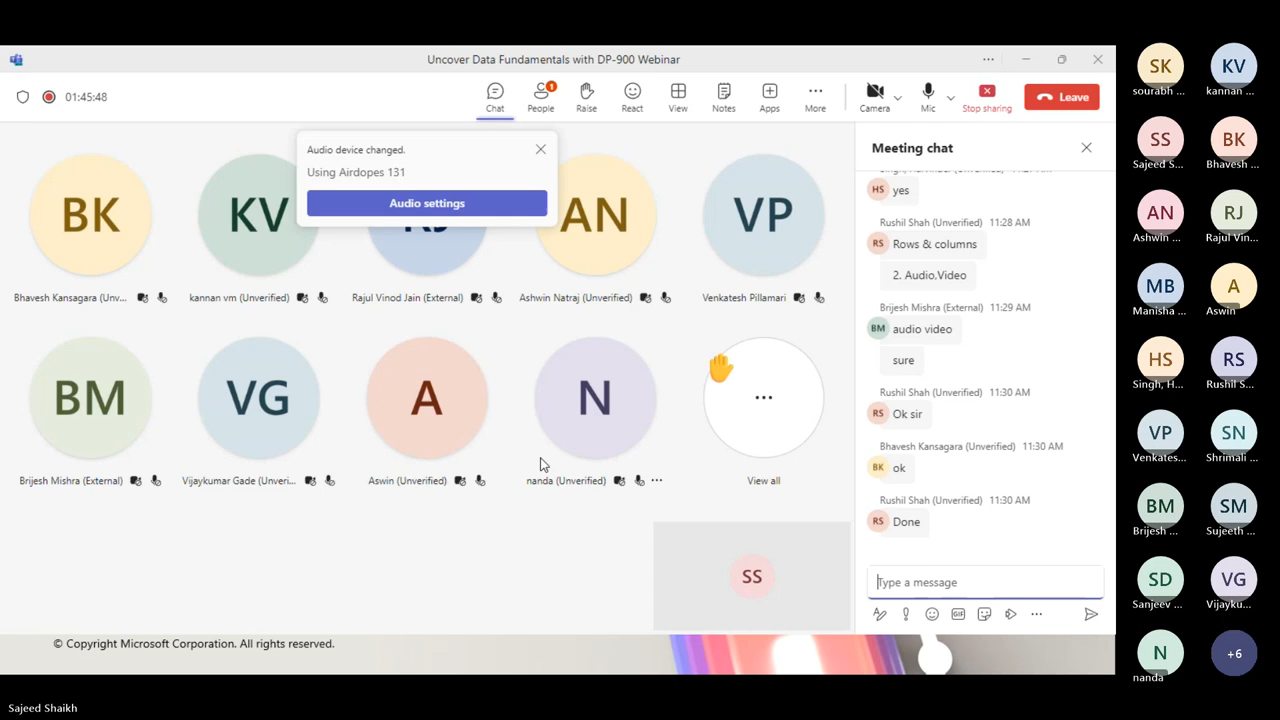 Uncover Data Fundamentals with DP-900 Webinar
01:45:48
Chat
People
1
Raise
React
View
Notes
Apps
More
Camera
Mic
Stop sharing
Leave
Audio device changed.
Using Airdopes 131
Audio settings
BK
KV
AN
VP
Bhavesh Kansagara (Unv...
kannan vm (Unverified)
Rajul Vinod Jain (External)
Ashwin Natraj (Unverified)
Venkatesh Pillamari
BM
VG
A
N
...
Brijesh Mishra (External)
Vijaykumar Gade (Unveri...
Aswin (Unverified)
nanda (Unverified)
View all
SS
Meeting chat
HS
yes
Rushil Shah (Unverified) 11:28 AM
RS
Rows & columns
2. Audio,Video
Brijesh Mishra (External) 11:29 AM
BM
audio video
sure
Rushil Shah (Unverified) 11:30 AM
RS
Ok sir
Bhavesh Kansagara (Unverified) 11:30 AM
BK
ok
Rushil Shah (Unverified) 11:30 AM
RS
Done
Type a message
GIF
© Copyright Microsoft Corporation. All rights reserved.
SK
sourabh ...
KV
kannan ...
SS
Sajeed S...
BK
Bhavesh ...
AN
Ashwin ...
RJ
Rajul Vin...
MB
Manisha ...
A
Aswin
HS
Singh, H...
RS
Rushil S...
VP
Venkates...
SN
Shrimali ...
BM
Brijesh ...
SM
Sujeeth ...
SD
Sanjeev ...
VG
Vijayku...
N
nanda
+6
Sajeed Shaikh